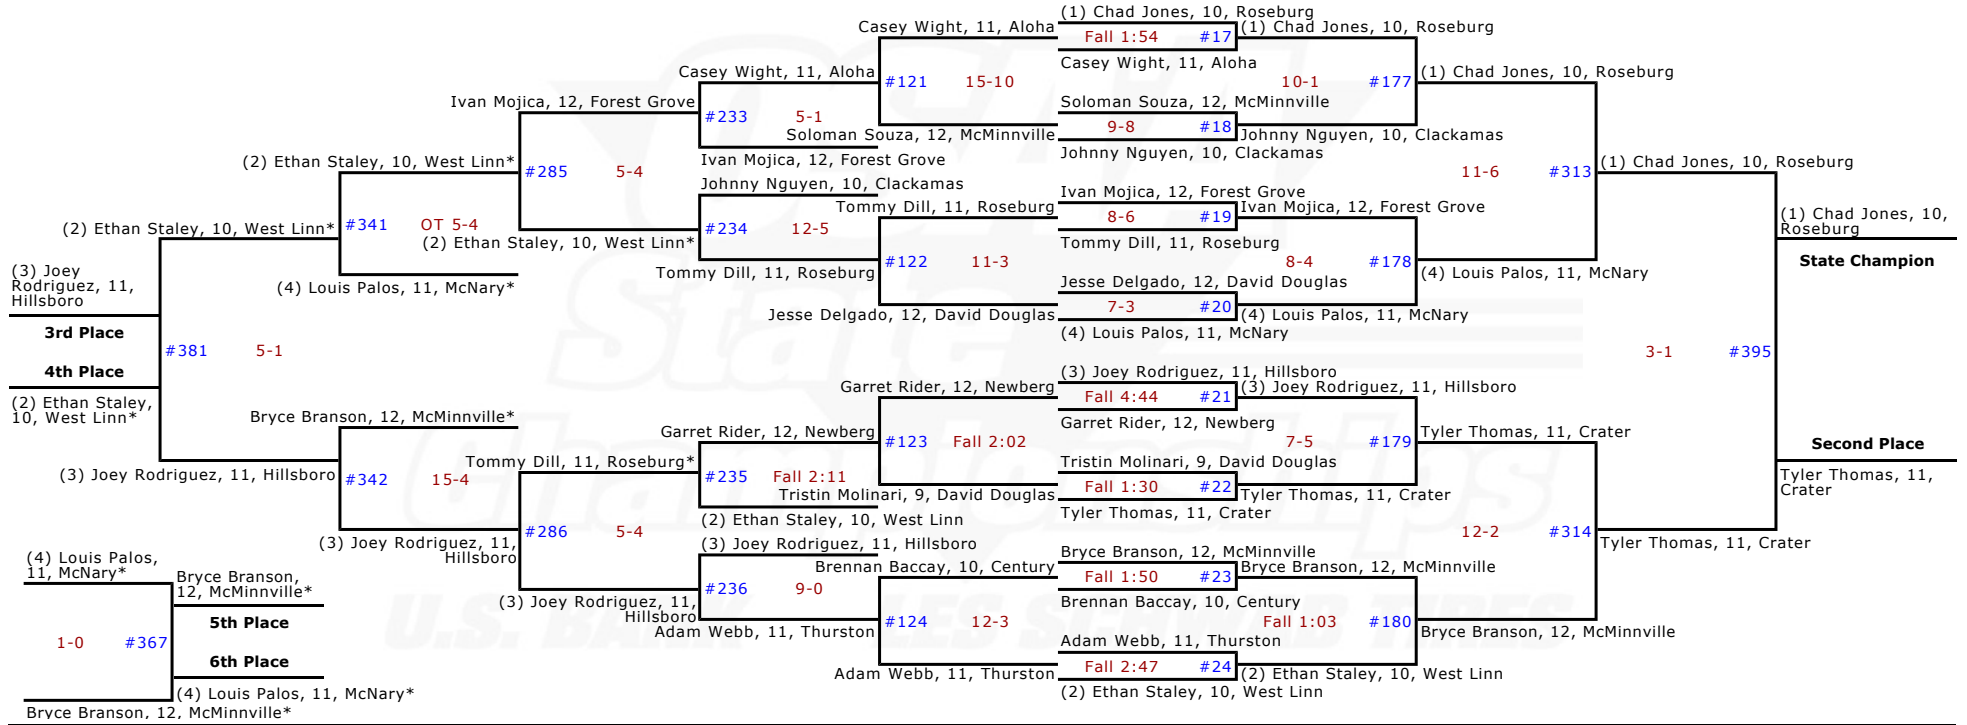 (1) Chad Jones, 10, Roseburg
Casey Wight, 11, Aloha
(1) Chad Jones, 10, Roseburg
Fall 1:54 #17
Casey Wight, 11, Aloha
Casey Wight, 11, Aloha
(1) Chad Jones, 10, Roseburg
#121 15-10
10-1 #177
Ivan Mojica, 12, Forest Grove
Soloman Souza, 12, McMinnville
#233 5-1
9-8 #18
Soloman Souza, 12, McMinnville
Johnny Nguyen, 10, Clackamas
Johnny Nguyen, 10, Clackamas
(2) Ethan Staley, 10, West Linn*
Ivan Mojica, 12, Forest Grove
(1) Chad Jones, 10, Roseburg
#285 5-4
11-6 #313
Johnny Nguyen, 10, Clackamas
Ivan Mojica, 12, Forest Grove
Tommy Dill, 11, Roseburg
Ivan Mojica, 12, Forest Grove
8-6 #19
(1) Chad Jones, 10,
Roseburg
(2) Ethan Staley, 10, West Linn*
#341 OT 5-4
#234 12-5
(2) Ethan Staley, 10, West Linn*
Tommy Dill, 11, Roseburg
State Champion
#122 11-3
8-4 #178
(3) Joey
Rodriguez, 11,
Hillsboro
Tommy Dill, 11, Roseburg
(4) Louis Palos, 11, McNary
(4) Louis Palos, 11, McNary*
Jesse Delgado, 12, David Douglas
7-3 #20
Jesse Delgado, 12, David Douglas
(4) Louis Palos, 11, McNary
(4) Louis Palos, 11, McNary
3rd Place
#381 5-1
3-1 #395
4th Place
(3) Joey Rodriguez, 11, Hillsboro
Garret Rider, 12, Newberg
(3) Joey Rodriguez, 11, Hillsboro
Fall 4:44 #21
(2) Ethan Staley,
10, West Linn*
Bryce Branson, 12, McMinnville*
Garret Rider, 12, Newberg
Garret Rider, 12, Newberg
Tyler Thomas, 11, Crater
#123 Fall 2:02
7-5 #179
Second Place
Tommy Dill, 11, Roseburg*
Tristin Molinari, 9, David Douglas
(3) Joey Rodriguez, 11, Hillsboro
#342 15-4
#235 Fall 2:11
Fall 1:30 #22
Tyler Thomas, 11,
Crater
Tristin Molinari, 9, David Douglas
Tyler Thomas, 11, Crater
Tyler Thomas, 11, Crater
(2) Ethan Staley, 10, West Linn
#286 5-4
12-2 #314
(3) Joey Rodriguez, 11,
Hillsboro
(3) Joey Rodriguez, 11, Hillsboro
Tyler Thomas, 11, Crater
(4) Louis Palos,
11, McNary*
Bryce Branson, 12, McMinnville
Brennan Baccay, 10, Century
Bryce Branson, 12, McMinnville
Fall 1:50 #23
Bryce Branson,
12, McMinnville*
#236 9-0
(3) Joey Rodriguez, 11,
Hillsboro
Brennan Baccay, 10, Century
5th Place
#124 12-3
Fall 1:03 #180
Adam Webb, 11, Thurston
Bryce Branson, 12, McMinnville
1-0 #367
Adam Webb, 11, Thurston
6th Place
Fall 2:47 #24
Adam Webb, 11, Thurston
(2) Ethan Staley, 10, West Linn
(2) Ethan Staley, 10, West Linn
(4) Louis Palos, 11, McNary*
Bryce Branson, 12, McMinnville*
OSAA
State
Championships
U.S. BANK LES SCHWAB TIRES